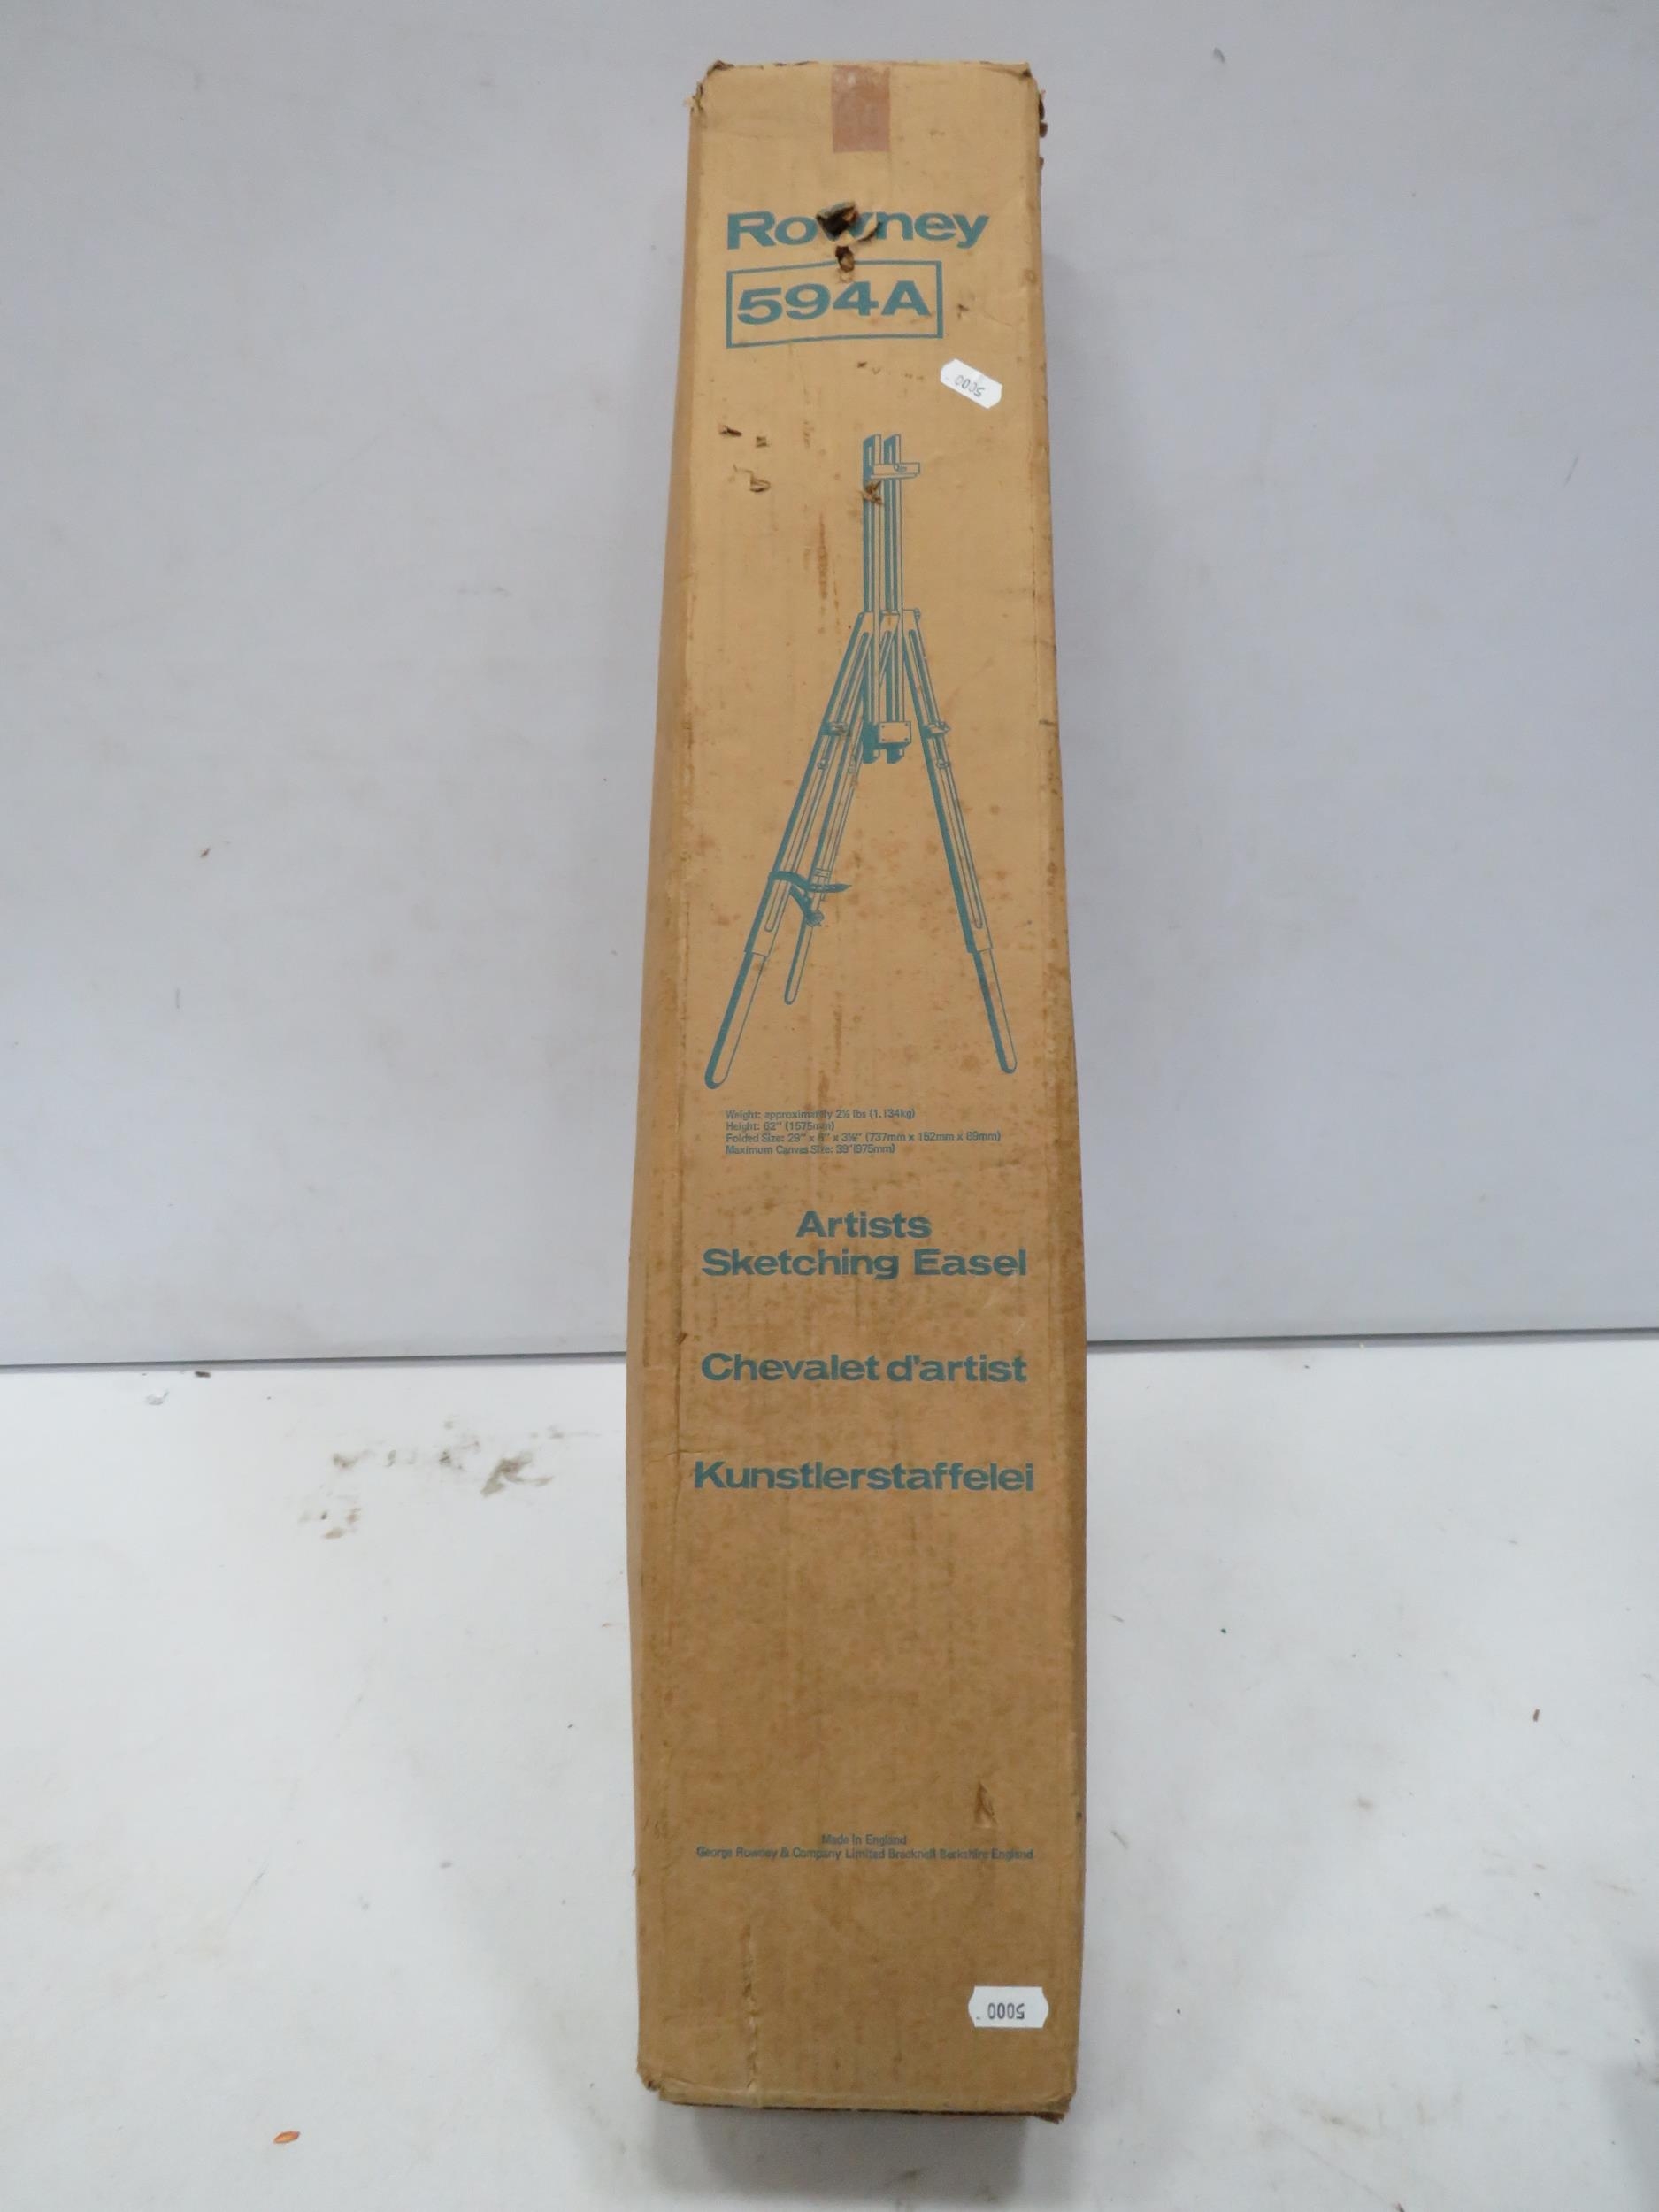 Rowney
594A
5000
Weight: approximately 2½ lbs (1.134kg)
Height: 62" (1575mm)
Folded Size: 29" x 6" x 3½" (737mm x 152mm x 89mm)
Maximum Canvas Size: 39" (975mm)
Artists
Sketching Easel
Chevalet d'artist
Kunstlerstaffelei
Made In England
George Rowney & Company Limited Bracknell Berkshire England
5000